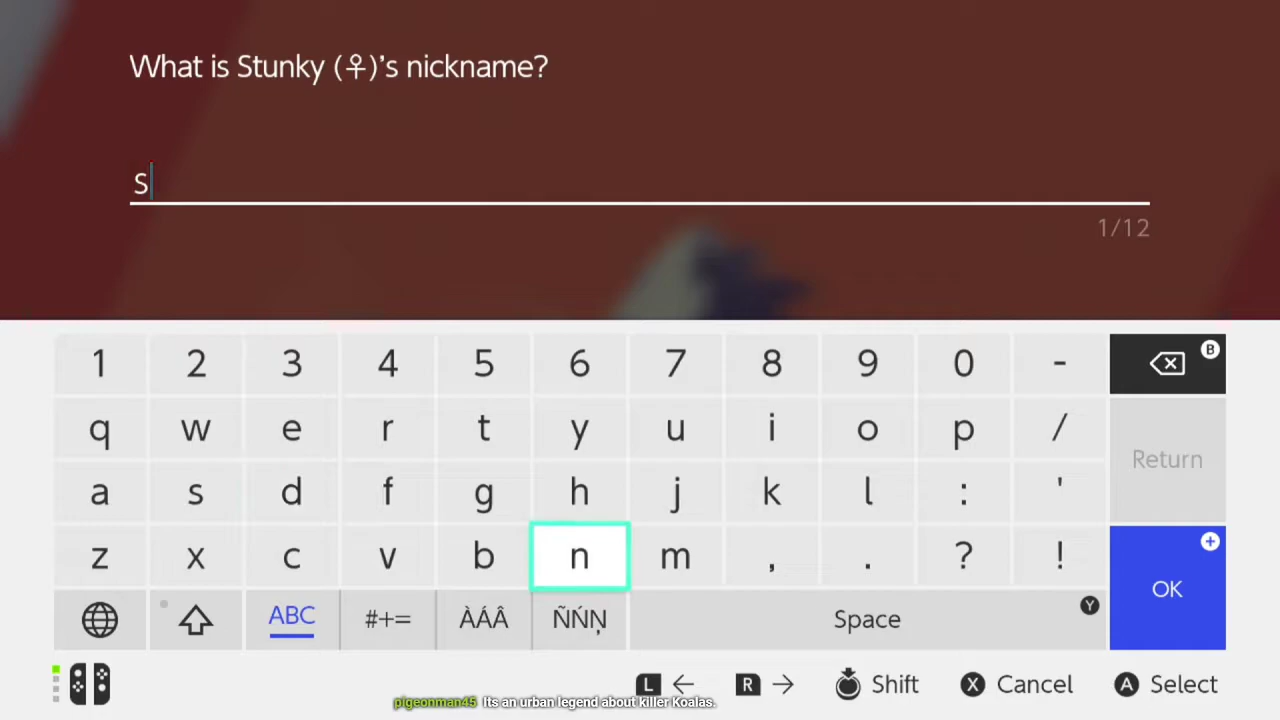 What is Stunky (♀)'s nickname?
S
1/12
1 2 3 4 5 6 7 8 9 0 -
B
q w e r t y u i o p /
Return
a s d f g h j k l : '
z x c v b n m , . ? !
+
OK
ABC #+= ÀÁÂ ÑŃŅ Space Y
L ← R → Shift X Cancel A Select
pigeonman45 Its an urban legend about killer Koalas.